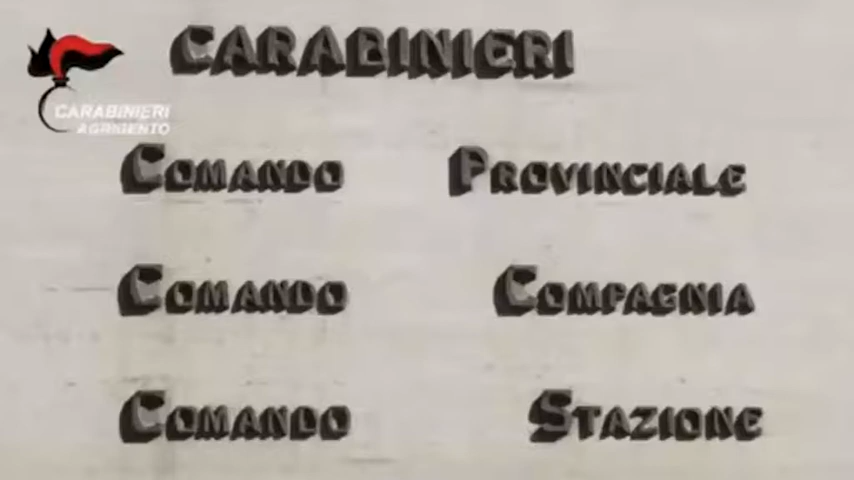 CARABINIERI
CARABINIERI
AGRIGENTO
COMANDO PROVINCIALE
COMANDO COMPAGNIA
COMANDO STAZIONE